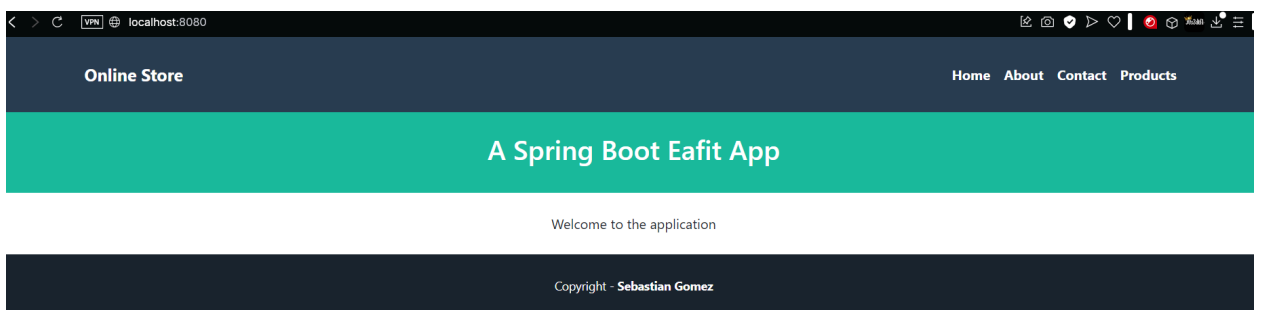 VPN localhost:8080
Online Store Home About Contact Products
A Spring Boot Eafit App
Welcome to the application
Copyright - Sebastian Gomez